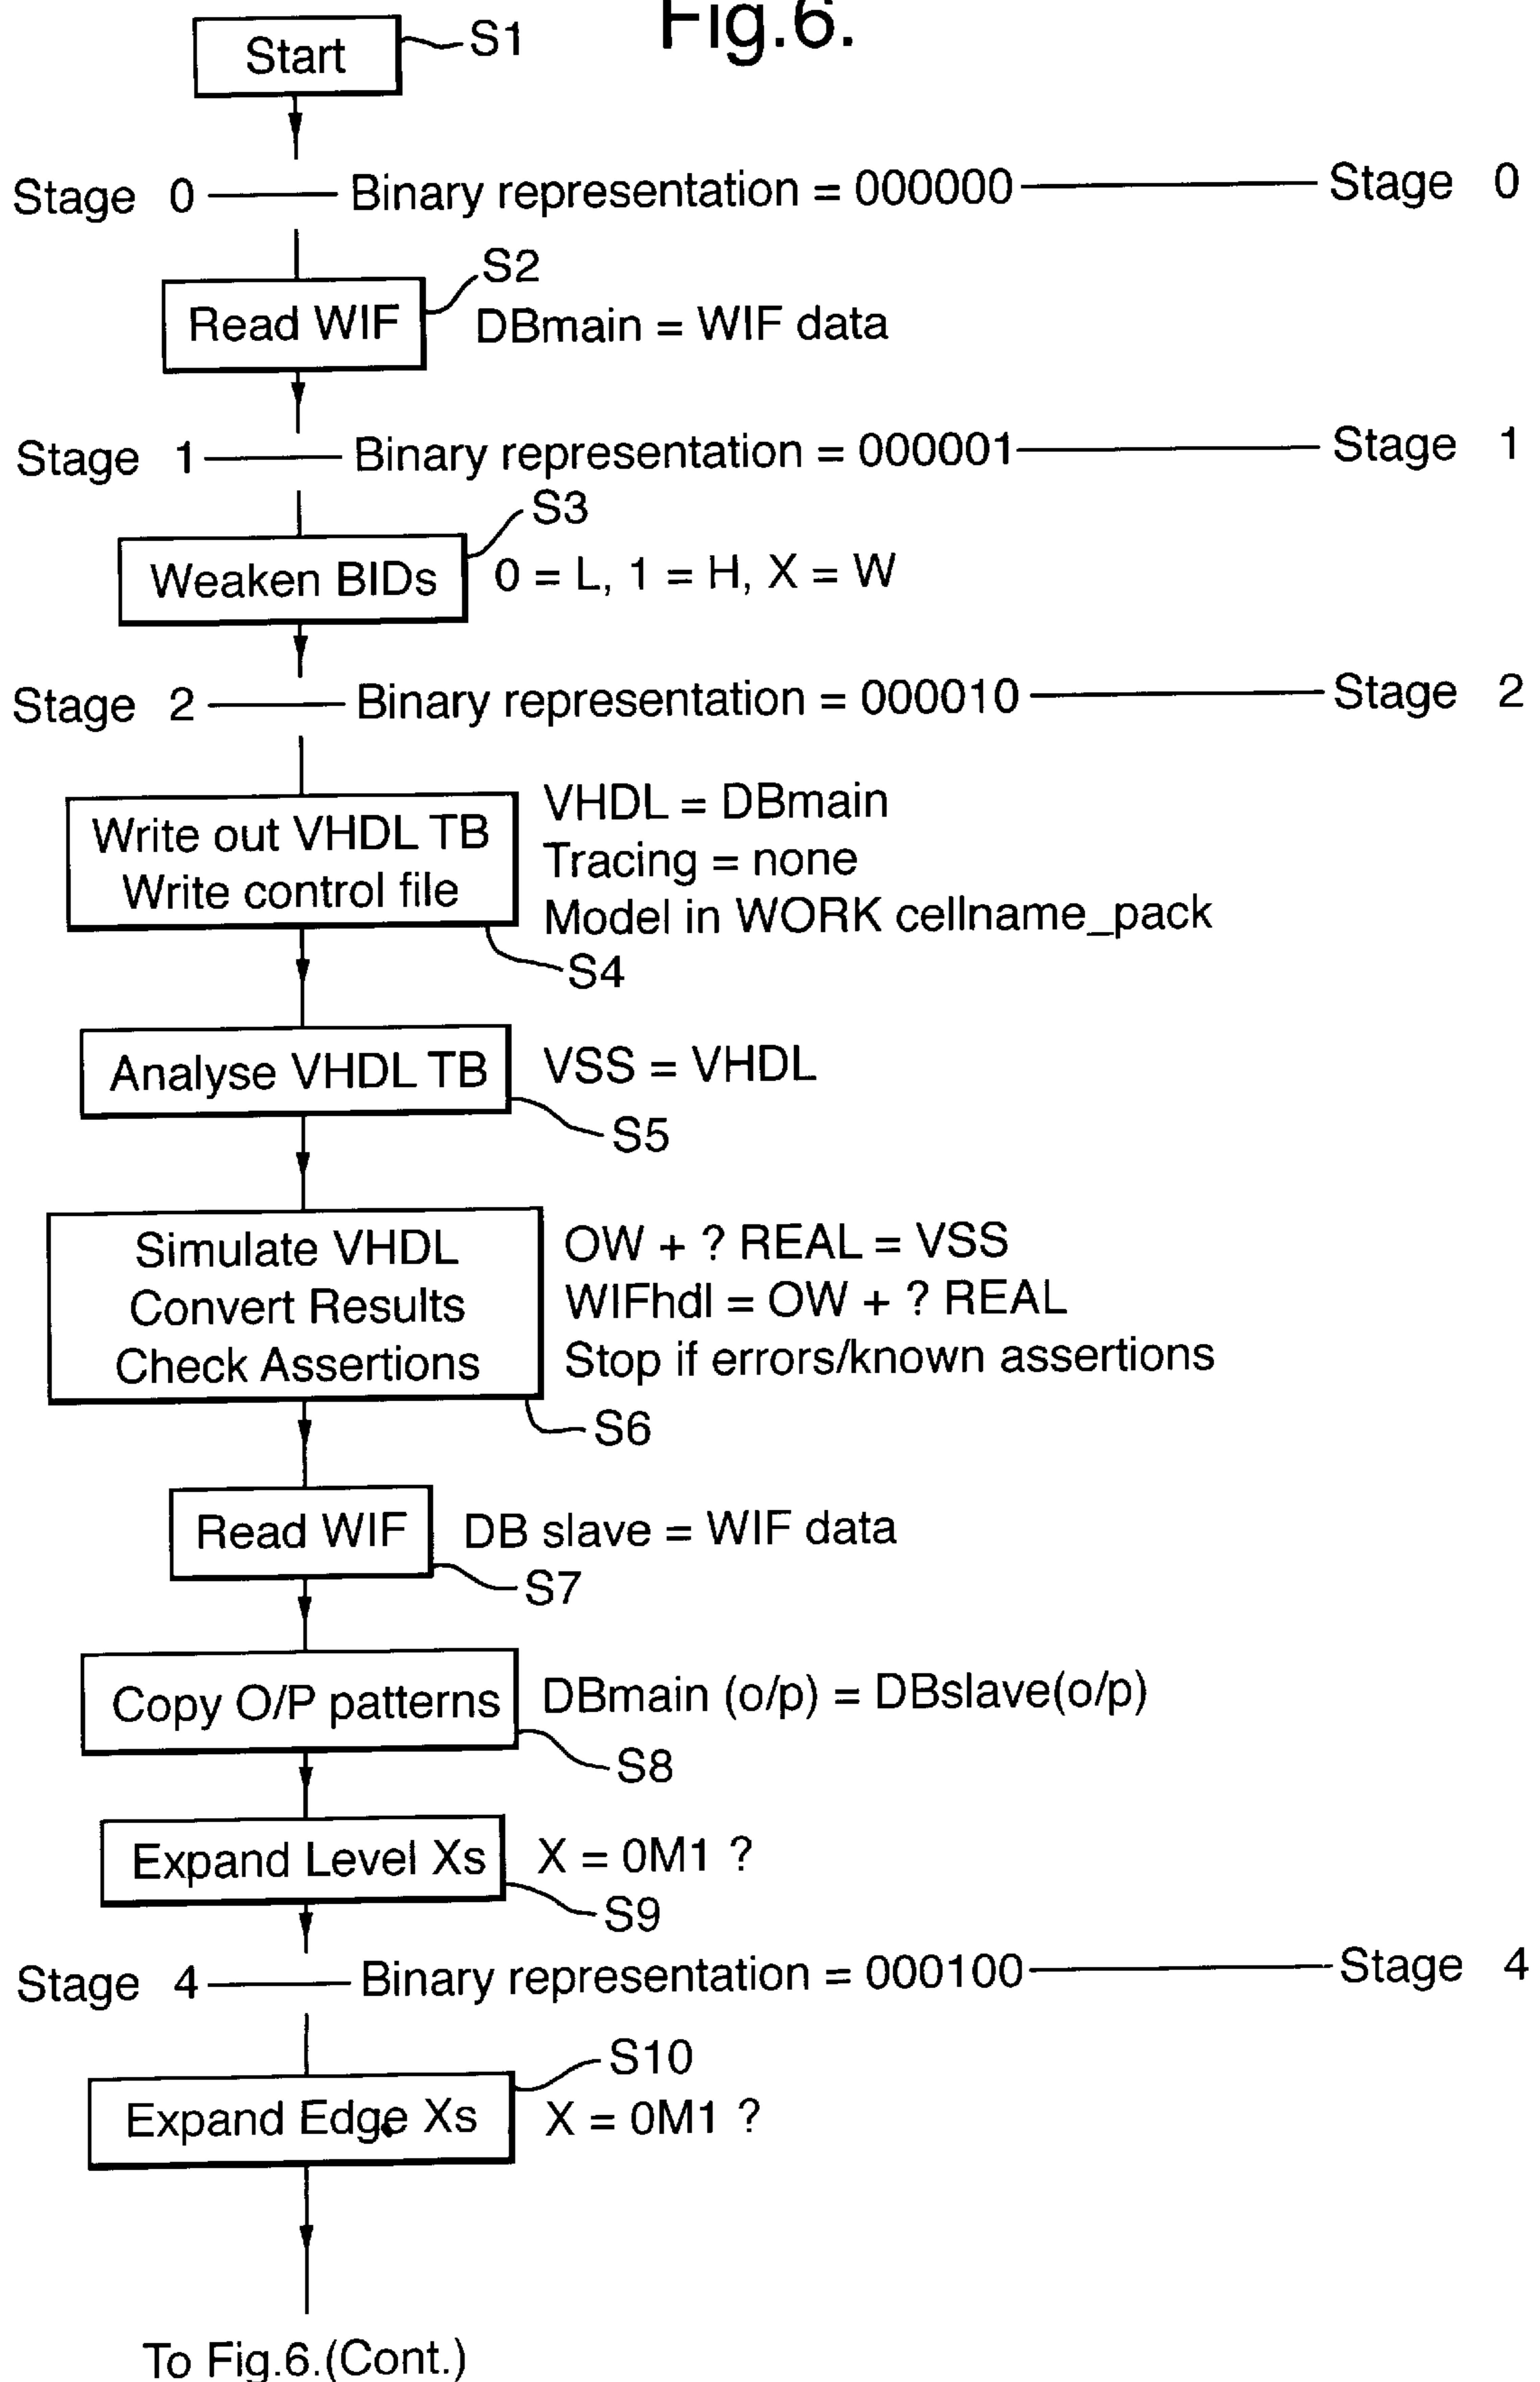 Fig.6.
Start
S1
Stage 0 Binary representation = 000000 Stage 0
S2
Read WIF
DBmain = WIF data
Stage 1 Binary representation = 000001 Stage 1
S3
Weaken BIDs
0 = L, 1 = H, X = W
Stage 2 Binary representation = 000010 Stage 2
Write out VHDL TB
Write control file
VHDL = DBmain
Tracing = none
Model in WORK cellname_pack
S4
Analyse VHDL TB
VSS = VHDL
S5
Simulate VHDL
Convert Results
Check Assertions
OW + ? REAL = VSS
WIFhdl = OW + ? REAL
Stop if errors/known assertions
S6
Read WIF
DB slave = WIF data
S7
Copy O/P patterns
DBmain (o/p) = DBslave(o/p)
S8
Expand Level Xs
X = 0M1 ?
S9
Stage 4 Binary representation = 000100 Stage 4
S10
Expand Edge Xs
X = 0M1 ?
To Fig.6.(Cont.)